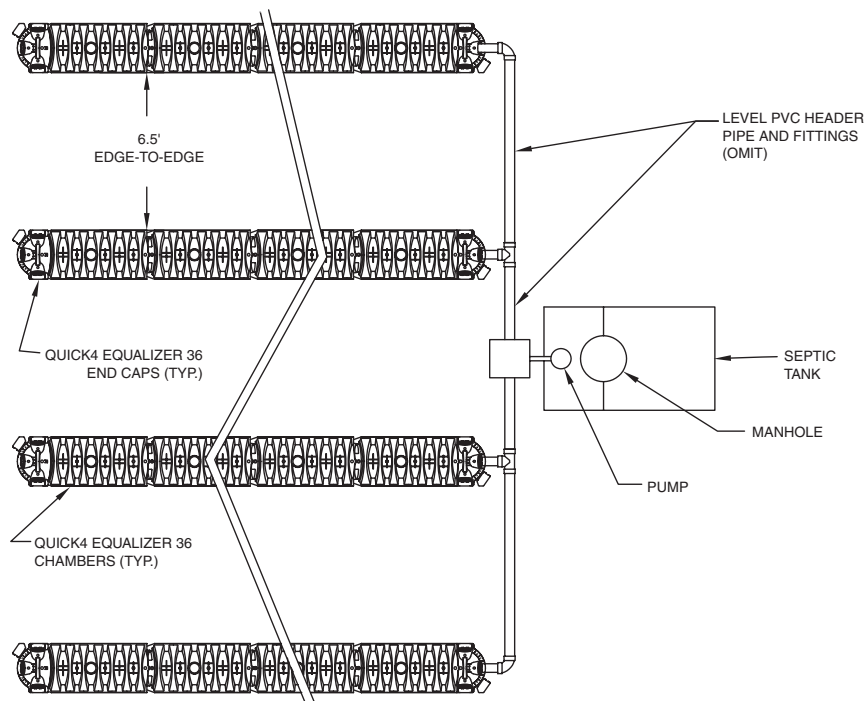 6.5'
EDGE-TO-EDGE
LEVEL PVC HEADER
PIPE AND FITTINGS
(OMIT)
QUICK4 EQUALIZER 36
END CAPS (TYP.)
SEPTIC
TANK
MANHOLE
PUMP
QUICK4 EQUALIZER 36
CHAMBERS (TYP.)